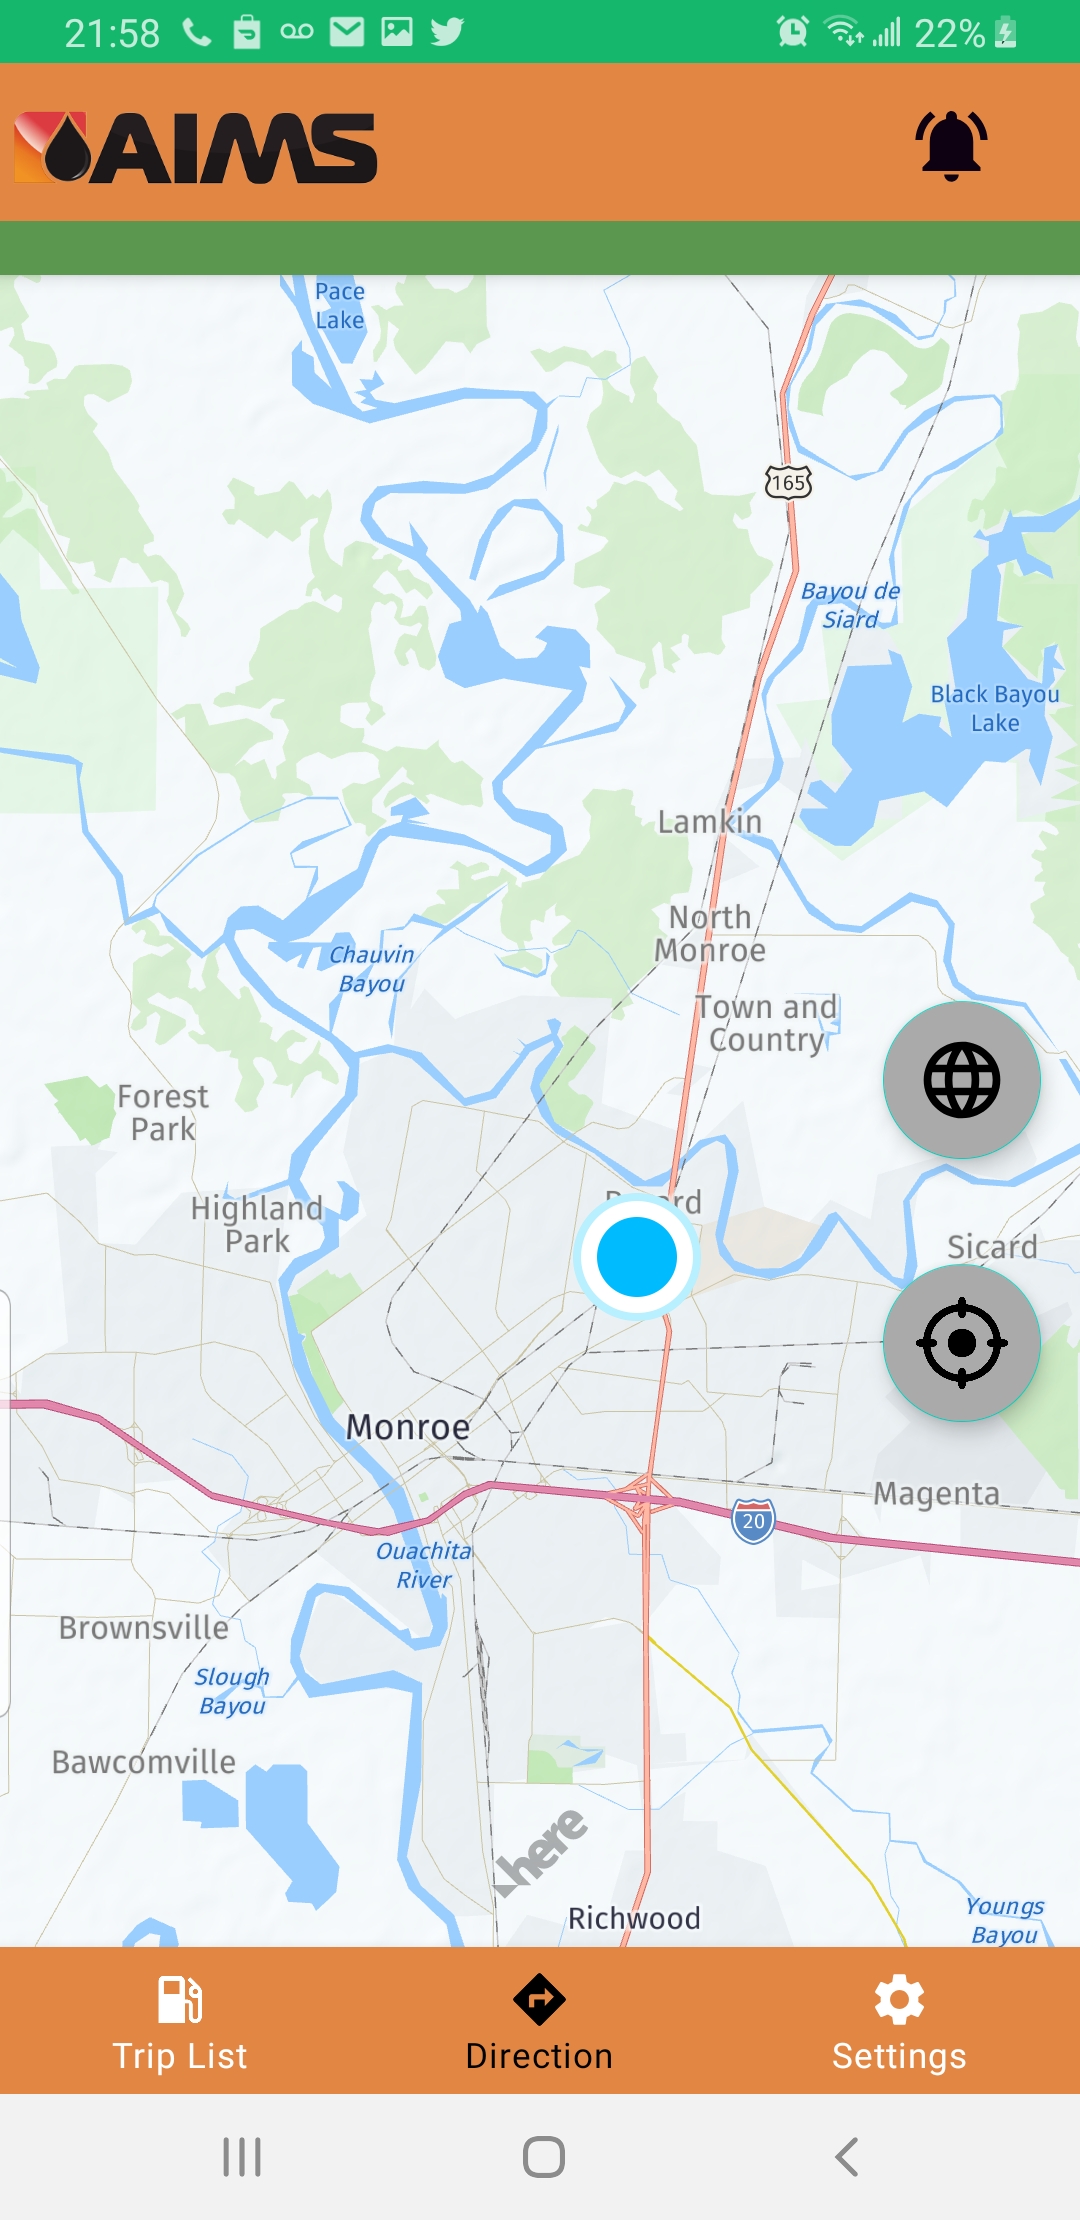 21:58
22%
AIMS
Pace
Lake
165
Bayou de
Siard
Black Bayou
Lake
Lamkin
North
Monroe
Chauvin
Bayou
Town and
Country
Forest
Park
Highland
Park
Sicard
Monroe
Magenta
20
Ouachita
River
Brownsville
Slough
Bayou
Bawcomville
here
Richwood
Youngs
Bayou
Trip List
Direction
Settings